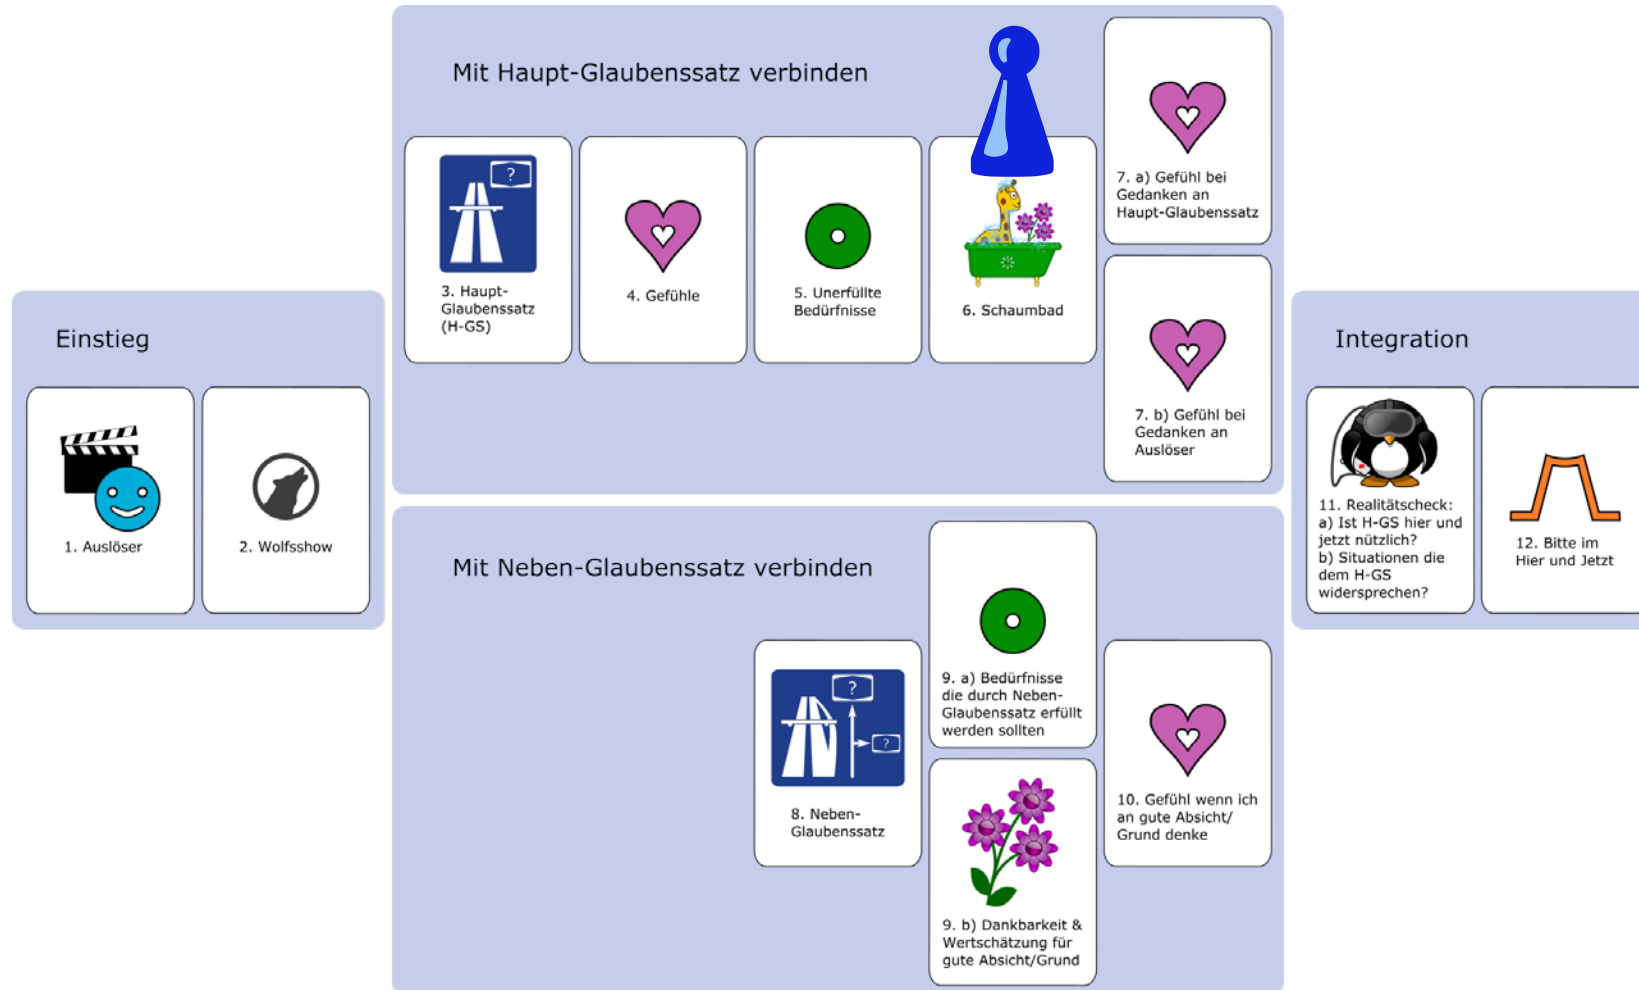 Einstieg
1. Auslöser
2. Wolfsshow
Mit Haupt-Glaubenssatz verbinden
?
3. Haupt-
Glaubenssatz
(H-GS)
4. Gefühle
5. Unerfüllte
Bedürfnisse
6. Schaumbad
7. a) Gefühl bei
Gedanken an
Haupt-Glaubenssatz
7. b) Gefühl bei
Gedanken an
Auslöser
Mit Neben-Glaubenssatz verbinden
?
?
8. Neben-
Glaubenssatz
9. a) Bedürfnisse
die durch Neben-
Glaubenssatz erfüllt
werden sollten
9. b) Dankbarkeit &
Wertschätzung für
gute Absicht/Grund
10. Gefühl wenn ich
an gute Absicht/
Grund denke
Integration
11. Realitätscheck:
a) Ist H-GS hier und
jetzt nützlich?
b) Situationen die
dem H-GS
widersprechen?
12. Bitte im
Hier und Jetzt